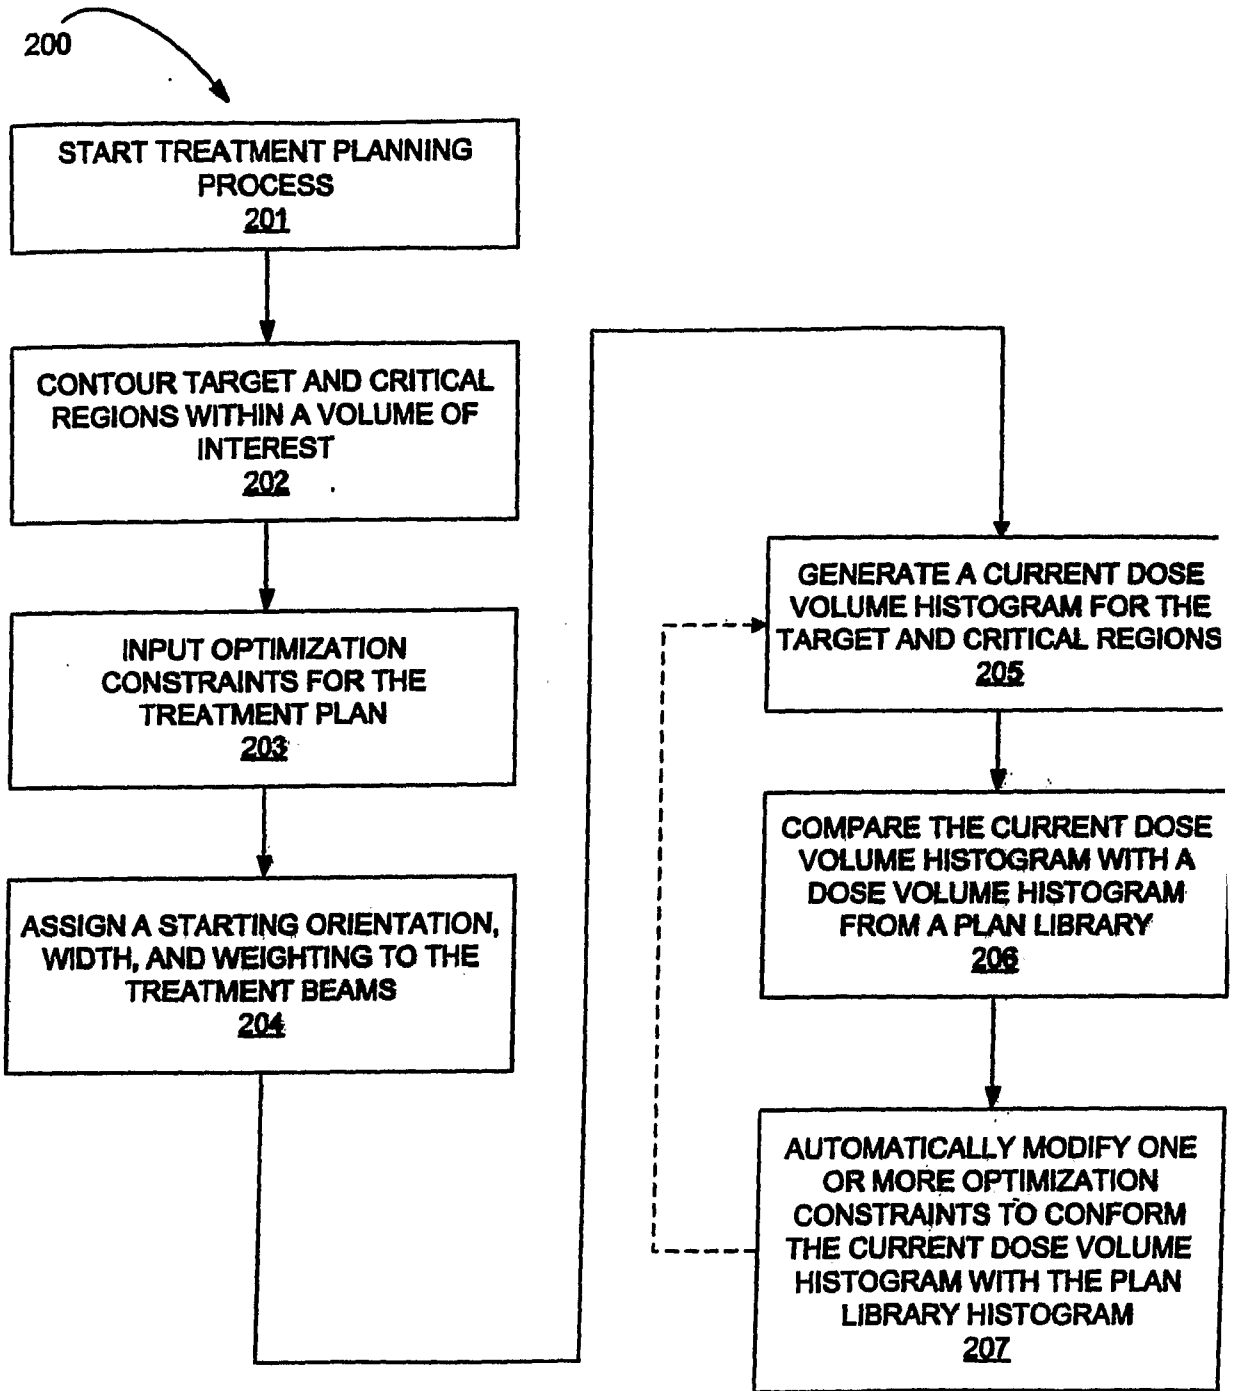 200
START TREATMENT PLANNING
PROCESS
201
CONTOUR TARGET AND CRITICAL
REGIONS WITHIN A VOLUME OF
INTEREST
202
INPUT OPTIMIZATION
CONSTRAINTS FOR THE
TREATMENT PLAN
203
ASSIGN A STARTING ORIENTATION,
WIDTH, AND WEIGHTING TO THE
TREATMENT BEAMS
204
GENERATE A CURRENT DOSE
VOLUME HISTOGRAM FOR THE
TARGET AND CRITICAL REGIONS
205
COMPARE THE CURRENT DOSE
VOLUME HISTOGRAM WITH A
DOSE VOLUME HISTOGRAM
FROM A PLAN LIBRARY
206
AUTOMATICALLY MODIFY ONE
OR MORE OPTIMIZATION
CONSTRAINTS TO CONFORM
THE CURRENT DOSE VOLUME
HISTOGRAM WITH THE PLAN
LIBRARY HISTOGRAM
207